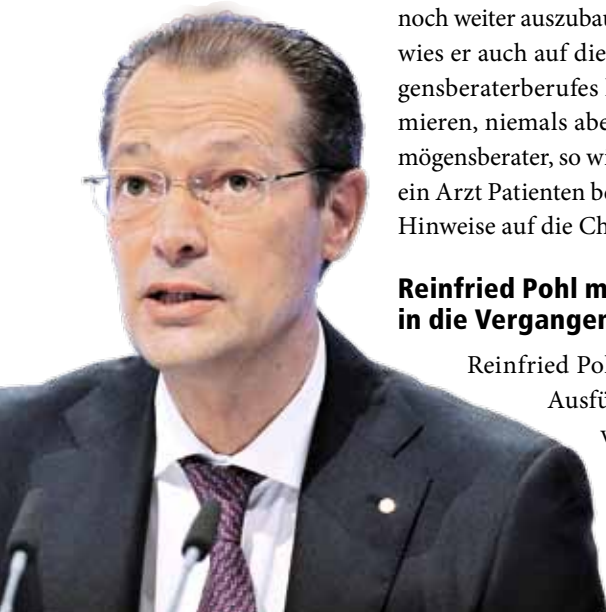 noch weiter auszubau
wies er auch auf die
gensberaterberufes
mieren, niemals abe
mögensberater, so wi
ein Arzt Patienten be
Hinweise auf die Ch
Reinfried Pohl m
in die Vergangen
Reinfried Pol
Ausfü